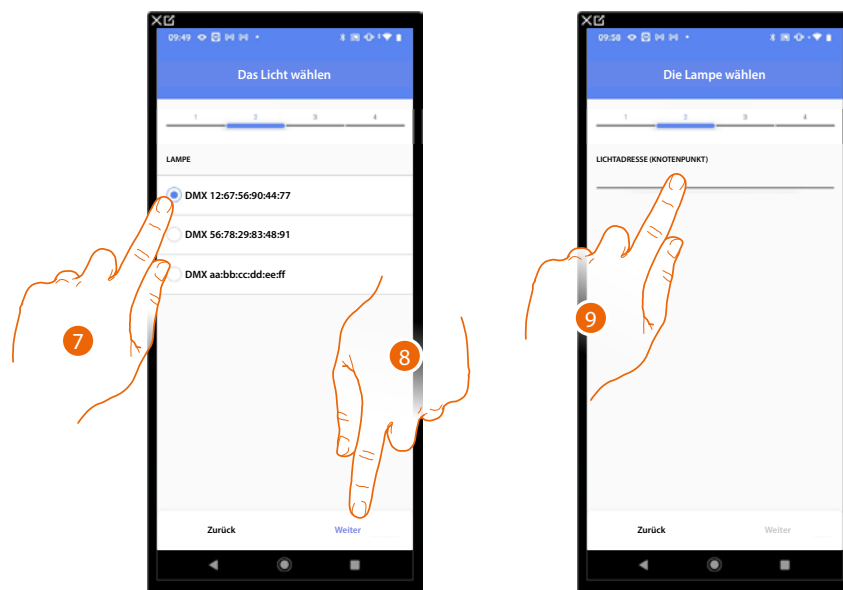 09:49
Das Licht wählen
1 2 3 4
LAMPE
DMX 12:67:56:90:44:77
DMX 56:78:29:83:48:91
DMX aa:bb:cc:dd:ee:ff
7
8
Zurück Weiter
09:58
Die Lampe wählen
1 2 3 4
LICHTADRESSE (KNOTENPUNKT)
9
Zurück Weiter